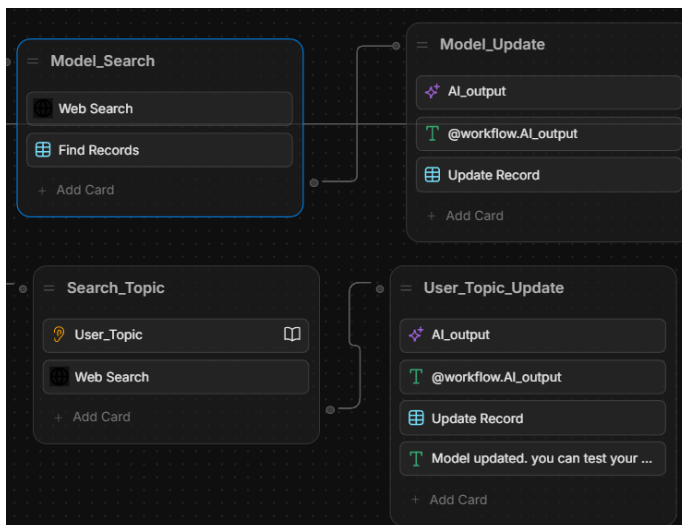 Model_Search
Web Search
Find Records
+ Add Card
Model_Update
AI_output
@workflow.AI_output
Update Record
+ Add Card
Search_Topic
User_Topic
Web Search
+ Add Card
User_Topic_Update
AI_output
@workflow.AI_output
Update Record
Model updated. you can test your ...
+ Add Card